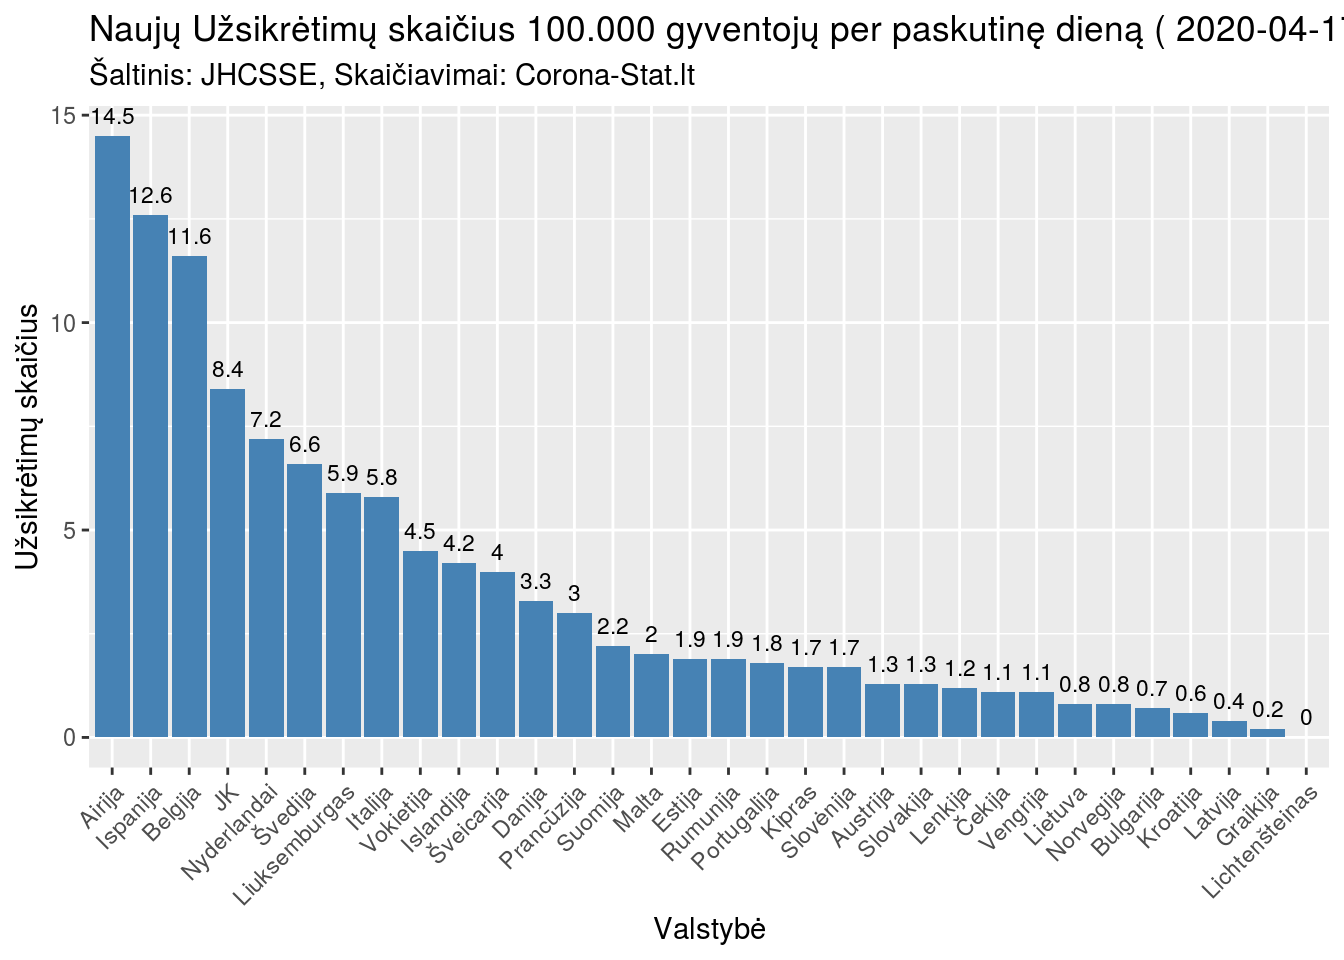 Naujų Užsikrėtimų skaičius 100.000 gyventojų per paskutinę dieną ( 2020-04-17
Šaltinis: JHCSSE, Skaičiavimai: Corona-Stat.lt
Užsikrėtimų skaičius
15
10
5
0
14.5
12.6
11.6
8.4
7.2
6.6
5.9
5.8
4.5
4.2
4
3.3
3
2.2
2
1.9
1.9
1.8
1.7
1.7
1.3
1.3
1.2
1.1
1.1
0.8
0.8
0.7
0.6
0.4
0.2
0
Airija
Ispanija
Belgija
JK
Nyderlandai
Švedija
Liuksemburgas
Italija
Vokietija
Islandija
Šveicarija
Danija
Prancūzija
Suomija
Malta
Estija
Rumunija
Portugalija
Kipras
Slovėnija
Austrija
Slovakija
Lenkija
Čekija
Vengrija
Lietuva
Norvegija
Bulgarija
Kroatija
Latvija
Graikija
Lichtenšteinas
Valstybė